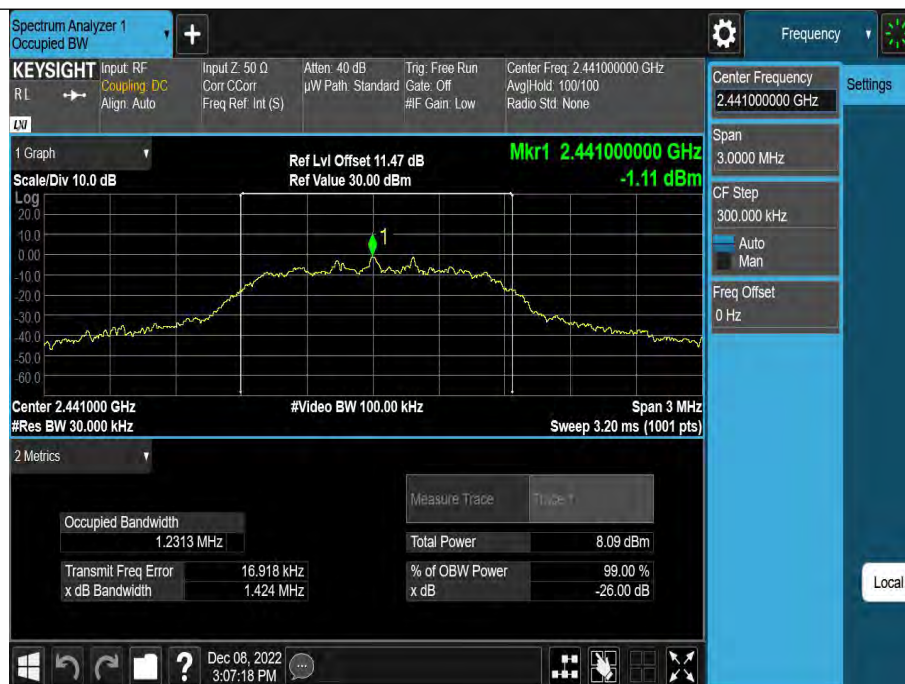 Spectrum Analyzer 1
Occupied BW
Frequency
KEYSIGHT
R L
LXI
Input: RF
Coupling: DC
Align: Auto
Input Z: 50 Ω
Corr CCorr
Freq Ref: Int (S)
Atten: 40 dB
µW Path: Standard
Trig: Free Run
Gate: Off
#IF Gain: Low
Center Freq: 2.441000000 GHz
Avg|Hold: 100/100
Radio Std: None
Center Frequency
2.441000000 GHz
Settings
Span
3.0000 MHz
CF Step
300.000 kHz
Auto
Man
Freq Offset
0 Hz
Local
1 Graph
Scale/Div 10.0 dB
Ref Lvl Offset 11.47 dB
Ref Value 30.00 dBm
Mkr1 2.441000000 GHz
-1.11 dBm
Log
20.0
10.0
0.00
-10.0
-20.0
-30.0
-40.0
-50.0
-60.0
1
Center 2.441000 GHz
#Video BW 100.00 kHz
Span 3 MHz
#Res BW 30.000 kHz
Sweep 3.20 ms (1001 pts)
2 Metrics
Measure Trace
Trace 1
Occupied Bandwidth
1.2313 MHz
Total Power
8.09 dBm
Transmit Freq Error
16.918 kHz
% of OBW Power
99.00 %
x dB Bandwidth
1.424 MHz
x dB
-26.00 dB
?
Dec 08, 2022
3:07:18 PM